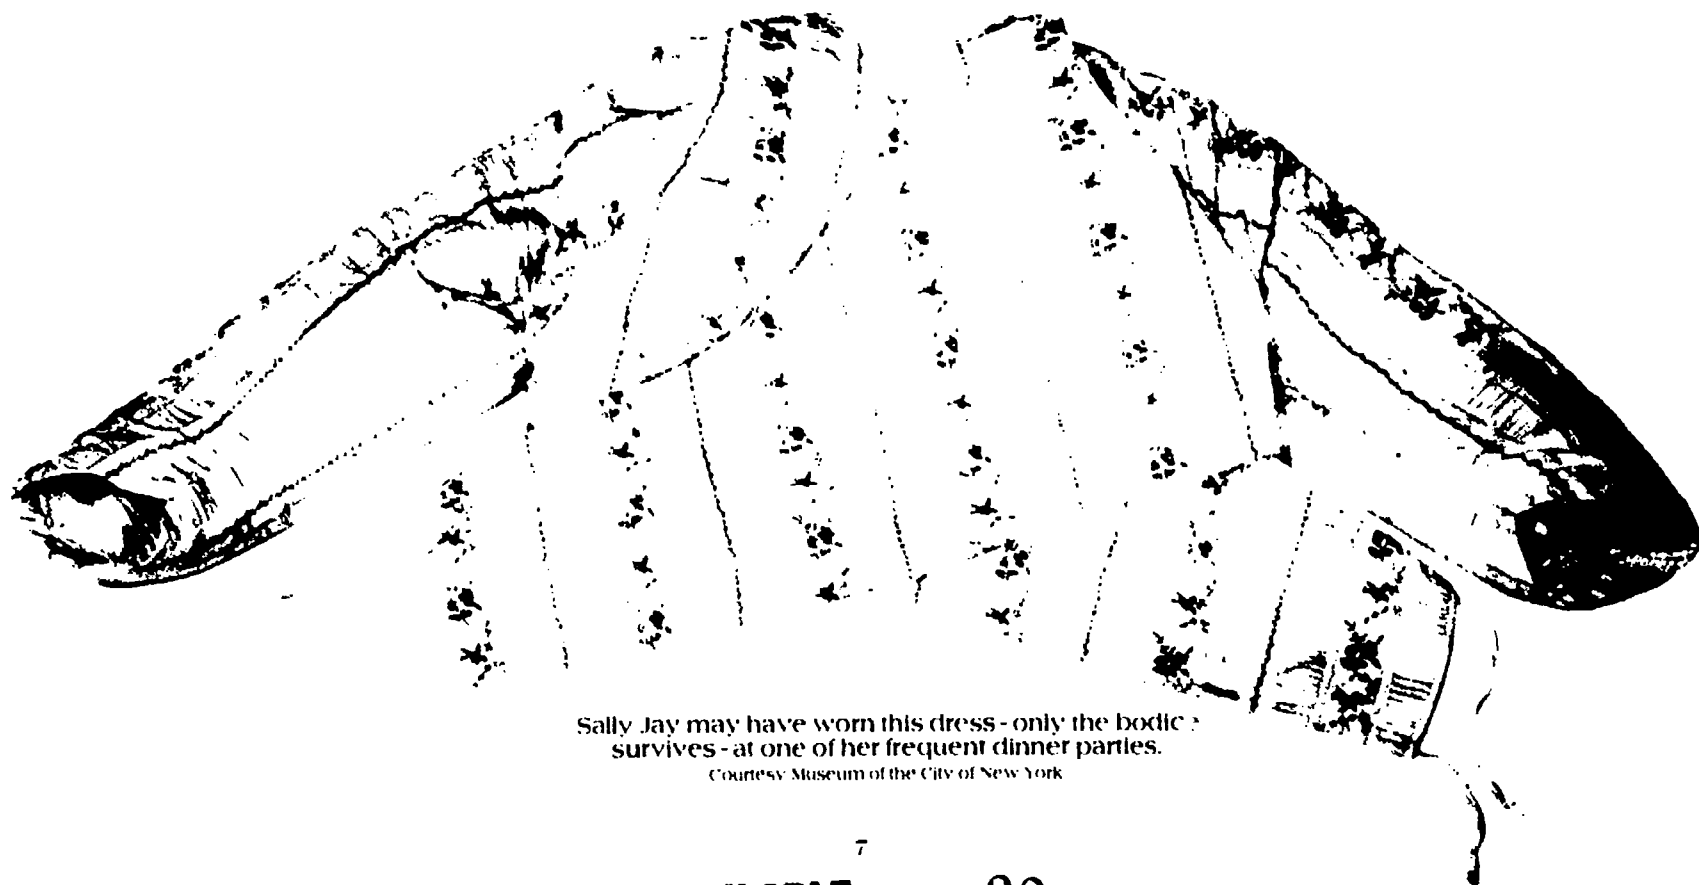 Sally Jay may have worn this dress - only the bodice
survives - at one of her frequent dinner parties.
Courtesy Museum of the City of New York
7